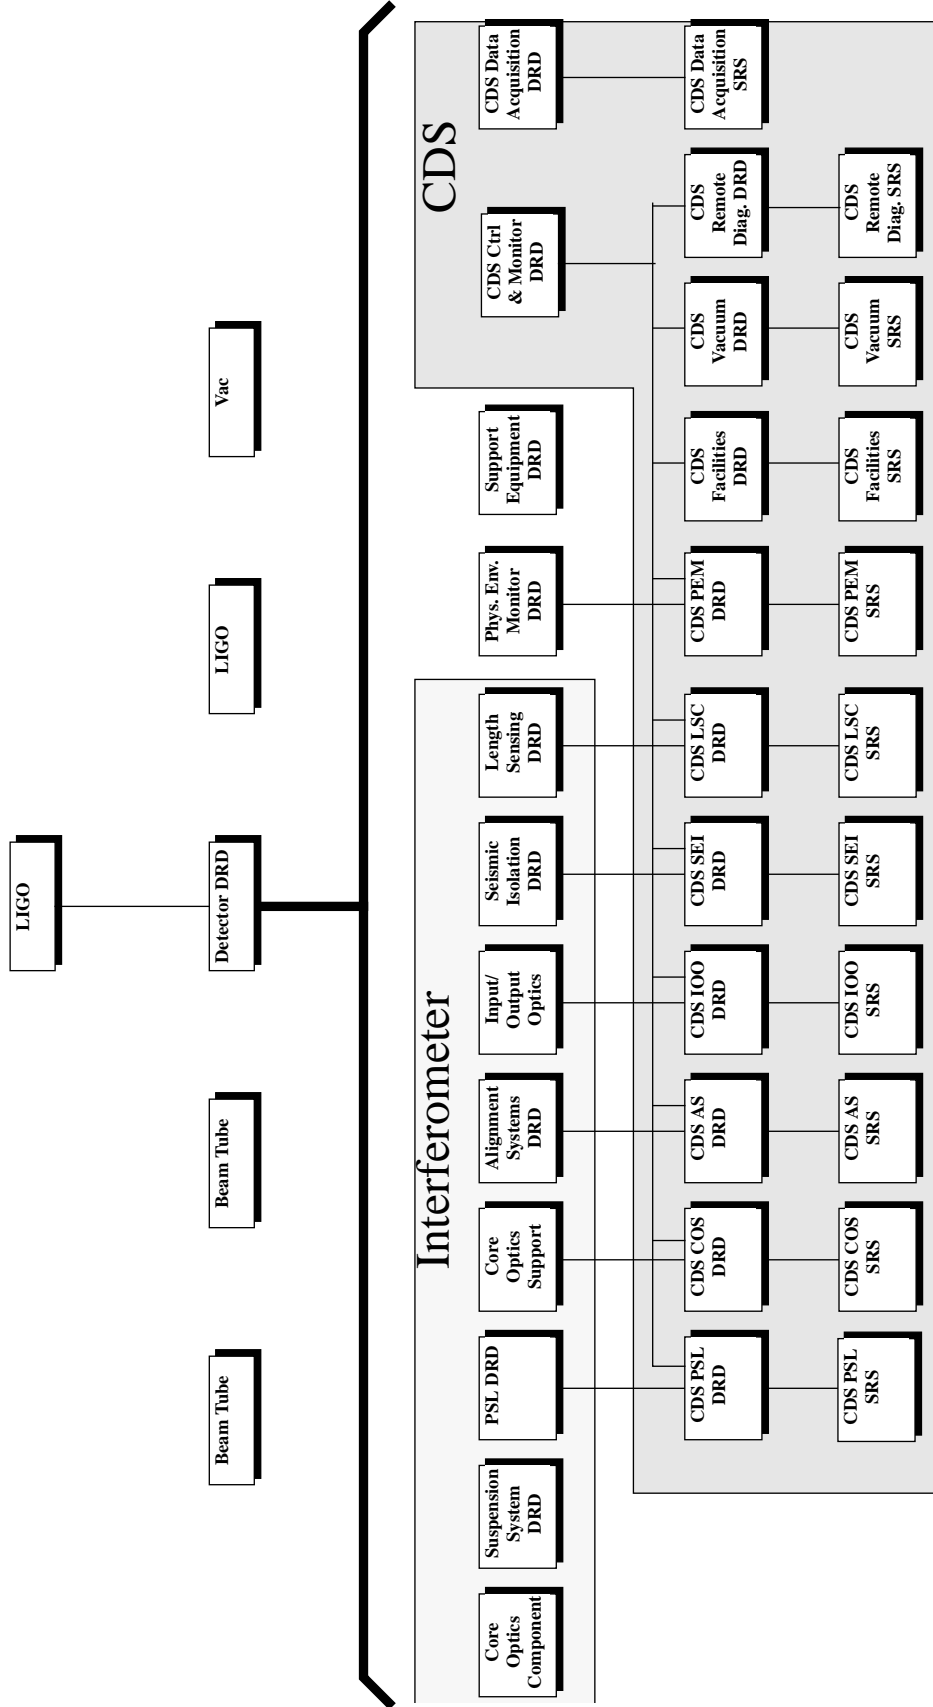 LIGO
Beam Tube
Beam Tube
Detector DRD
LIGO
Vac
Interferometer
CDS
Core
Optics
Component
Suspension
System
DRD
PSL DRD
Core
Optics
Support
Alignment
Systems
DRD
Input/
Output
Optics
Seismic
Isolation
DRD
Length
Sensing
DRD
Phys. Env.
Monitor
DRD
Support
Equipment
DRD
CDS Ctrl
& Monitor
DRD
CDS Data
Acquisition
DRD
CDS PSL
DRD
CDS COS
DRD
CDS AS
DRD
CDS IOO
DRD
CDS SEI
DRD
CDS LSC
DRD
CDS PEM
DRD
CDS
Facilities
DRD
CDS
Vacuum
DRD
CDS
Remote
Diag. DRD
CDS Data
Acquisition
SRS
CDS PSL
SRS
CDS COS
SRS
CDS AS
SRS
CDS IOO
SRS
CDS SEI
SRS
CDS LSC
SRS
CDS PEM
SRS
CDS
Facilities
SRS
CDS
Vacuum
SRS
CDS
Remote
Diag. SRS